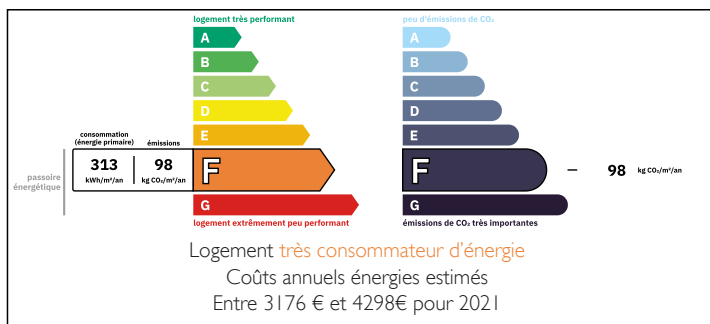 logement très performant
A
B
C
D
E
consommation
(énergie primaire)
émissions
313
kWh/m²/an
98
kg CO₂/m²/an
F
passoire
énergétique
G
logement extrêmement peu performant
peu d'émissions de CO₂
A
B
C
D
E
F
98 kg CO₂/m²/an
G
émissions de CO₂ très importantes
Logement très consommateur d'énergie
Coûts annuels énergies estimés
Entre 3176 € et 4298€ pour 2021